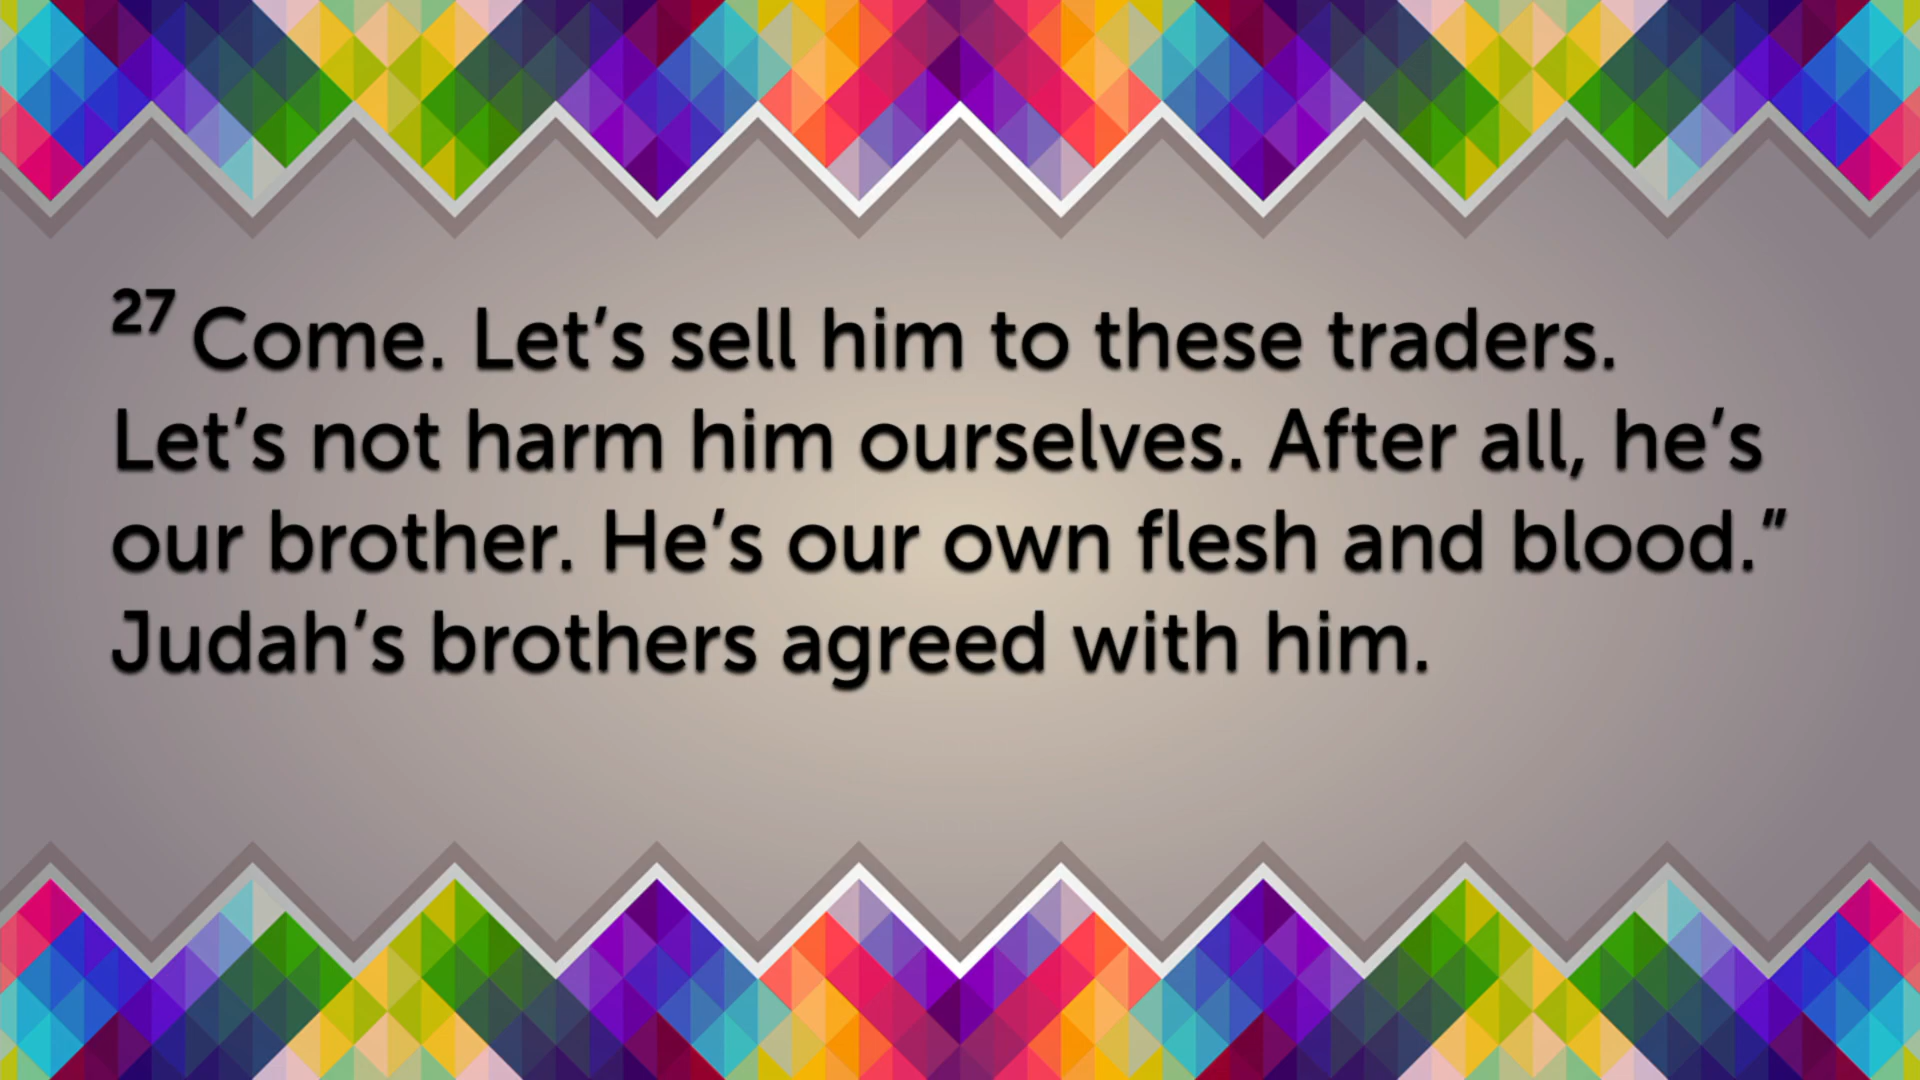 27 Come. Let’s sell him to these traders.
Let’s not harm him ourselves. After all, he’s
our brother. He’s our own flesh and blood.”
Judah’s brothers agreed with him.